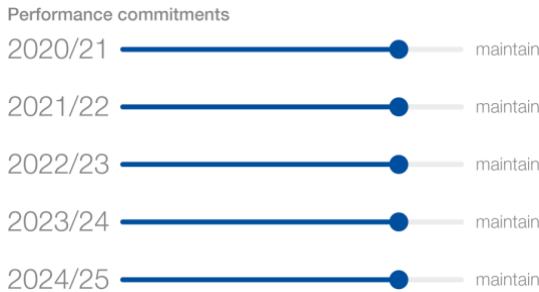 Performance commitments
2020/21 maintain
2021/22 maintain
2022/23 maintain
2023/24 maintain
2024/25 maintain